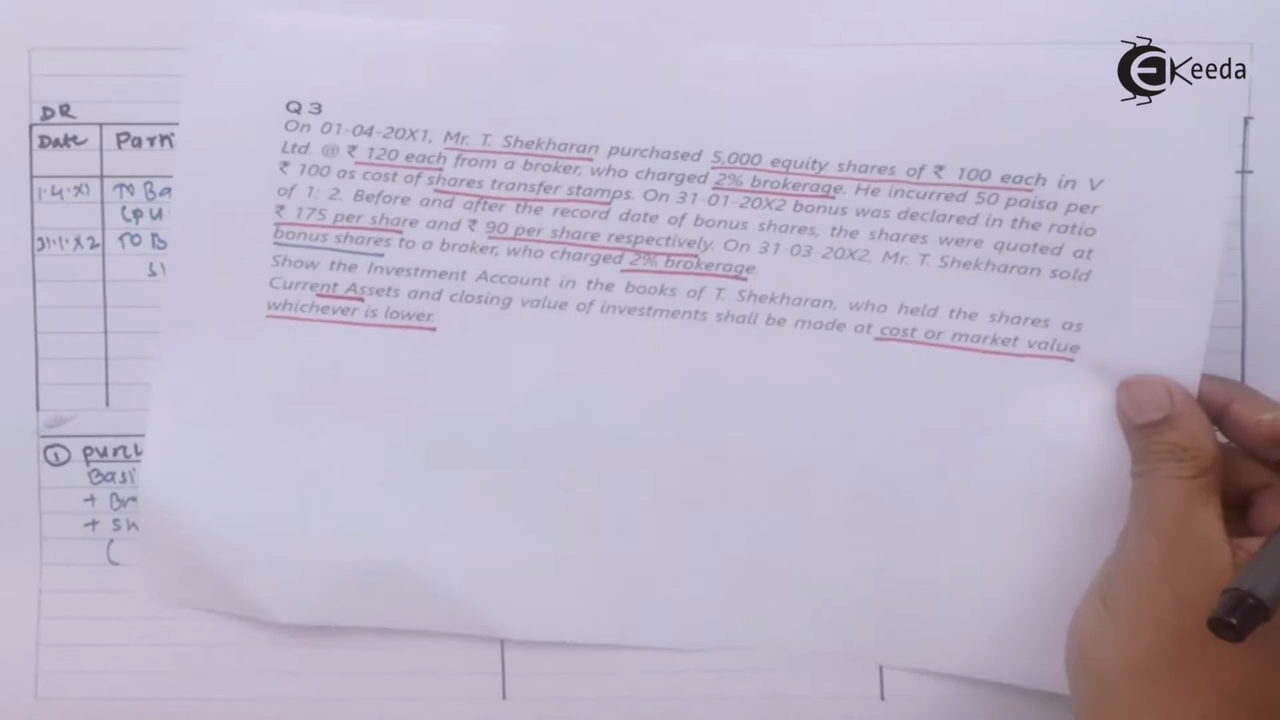 EKeeda
Q 3
On 01-04-20X1, Mr. T. Shekharan purchased 5,000 equity shares of ₹ 100 each in V
Ltd. @ ₹ 120 each from a broker, who charged 2% brokerage. He incurred 50 paisa per
₹ 100 as cost of shares transfer stamps. On 31-01-20X2 bonus was declared in the ratio
of 1: 2. Before and after the record date of bonus shares, the shares were quoted at
₹ 175 per share and ₹ 90 per share respectively. On 31-03-20X2, Mr. T. Shekharan sold
bonus shares to a broker, who charged 2% brokerage.
Show the Investment Account in the books of T. Shekharan, who held the shares as
Current Assets and closing value of investments shall be made at cost or market value
whichever is lower.
DR
Date Parti
1.4.X1 To Ba
(pu
31.1.X2 To B
① purc
Basi
+ Br
+ sh
(